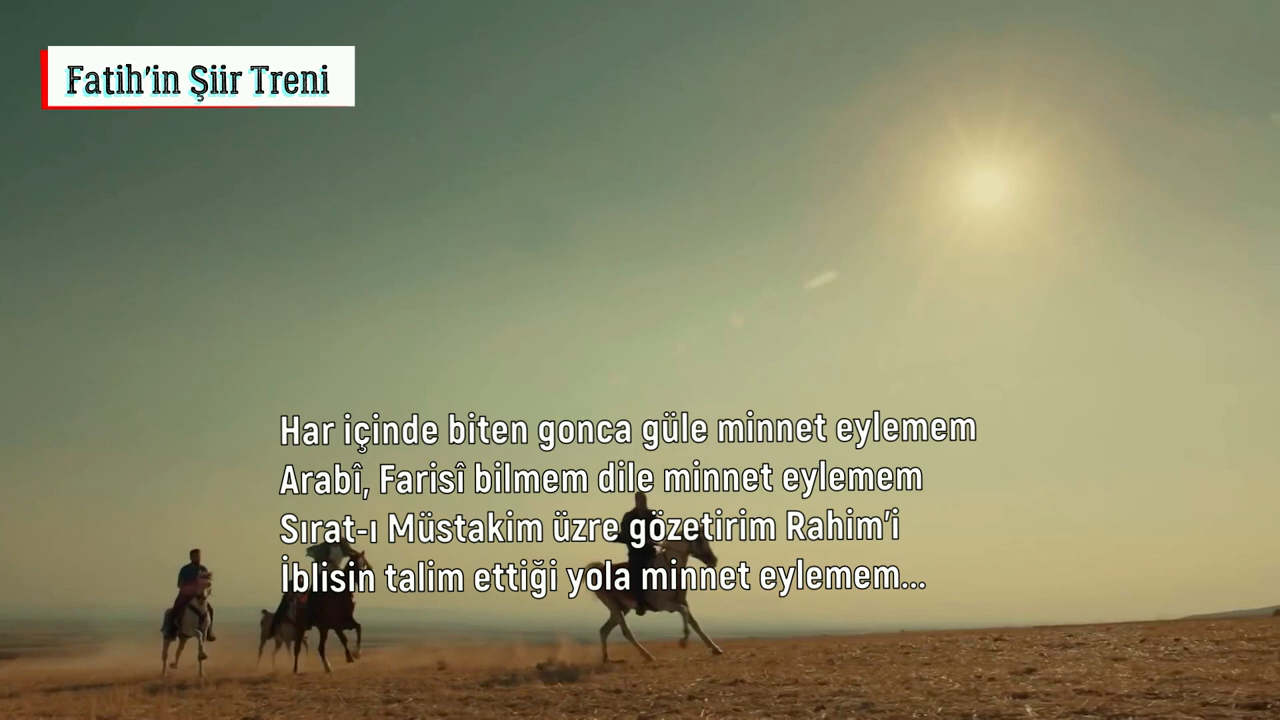 Fatih'in Şiir Treni
Har içinde biten gonca güle minnet eylemem
Arabî, Farisî bilmem dile minnet eylemem
Sırat-ı Müstakim üzre gözetirim Rahim'i
İblisin talim ettiği yola minnet eylemem...